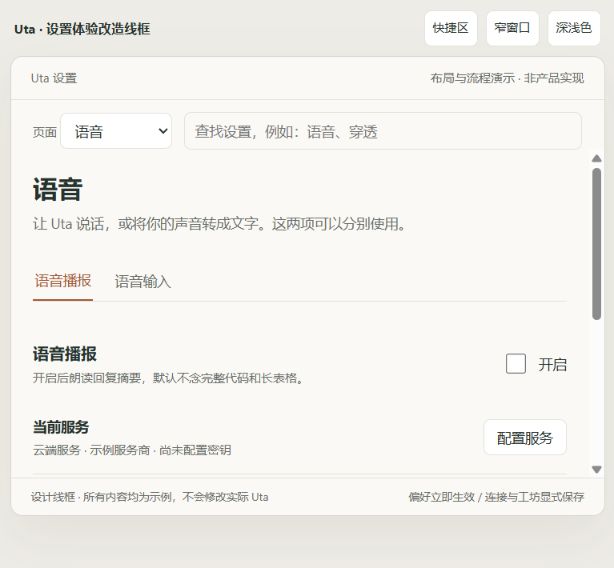 Uta · 设置体验改造线框
快捷区 窄窗口 深浅色
Uta 设置 布局与流程演示 · 非产品实现
页面 语音 查找设置，例如：语音、穿透
语音
让 Uta 说话，或将你的声音转成文字。这两项可以分别使用。
语音播报 语音输入
语音播报
开启后朗读回复摘要，默认不含完整代码和长表格。
开启
当前服务
云端服务 · 示例服务商 · 尚未配置密钥
配置服务
设计线框 · 所有内容均为示例，不会修改实际 Uta 偏好立即生效 / 连接与工坊显式保存